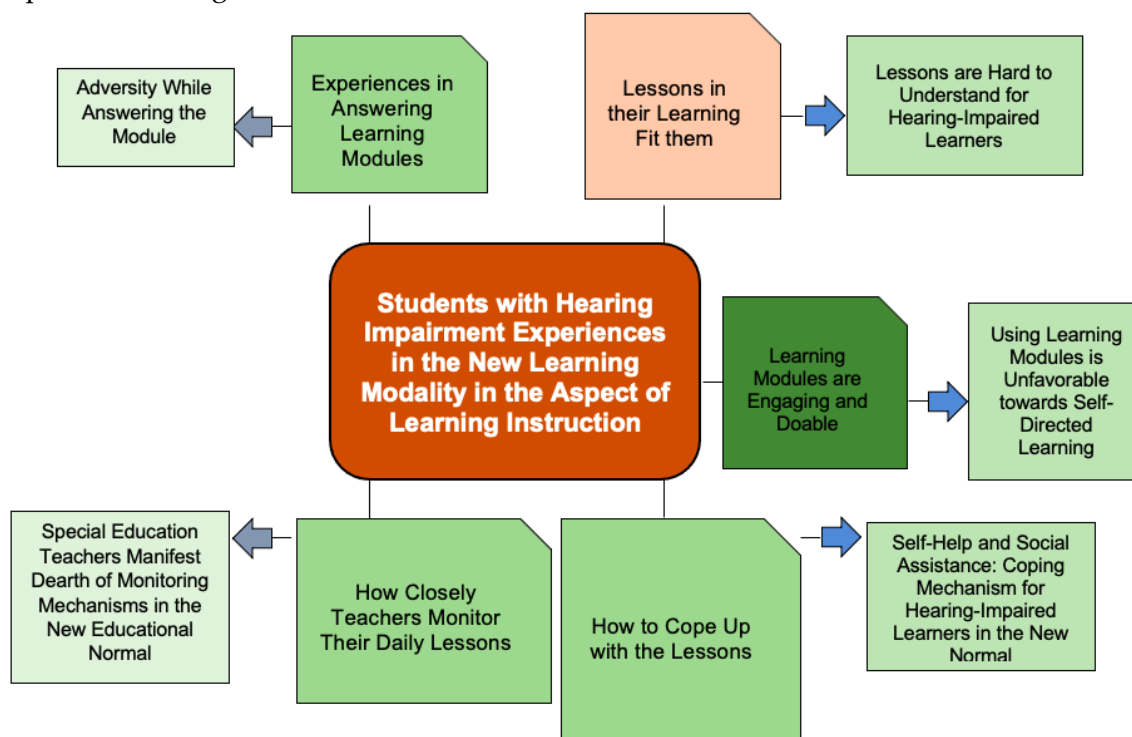 Adversity While
Answering the
Module
Experiences in
Answering
Learning
Modules
Lessons in
their Learning
Fit them
Lessons are Hard to
Understand for
Hearing-Impaired
Learners
Students with Hearing
Impairment Experiences
in the New Learning
Modality in the Aspect of
Learning Instruction
Learning
Modules are
Engaging and
Doable
Using Learning
Modules is
Unfavorable
towards Self-
Directed
Learning
Special Education
Teachers Manifest
Dearth of Monitoring
Mechanisms in the
New Educational
Normal
How Closely
Teachers Monitor
Their Daily Lessons
How to Cope Up
with the Lessons
Self-Help and Social
Assistance: Coping
Mechanism for
Hearing-Impaired
Learners in the New
Normal